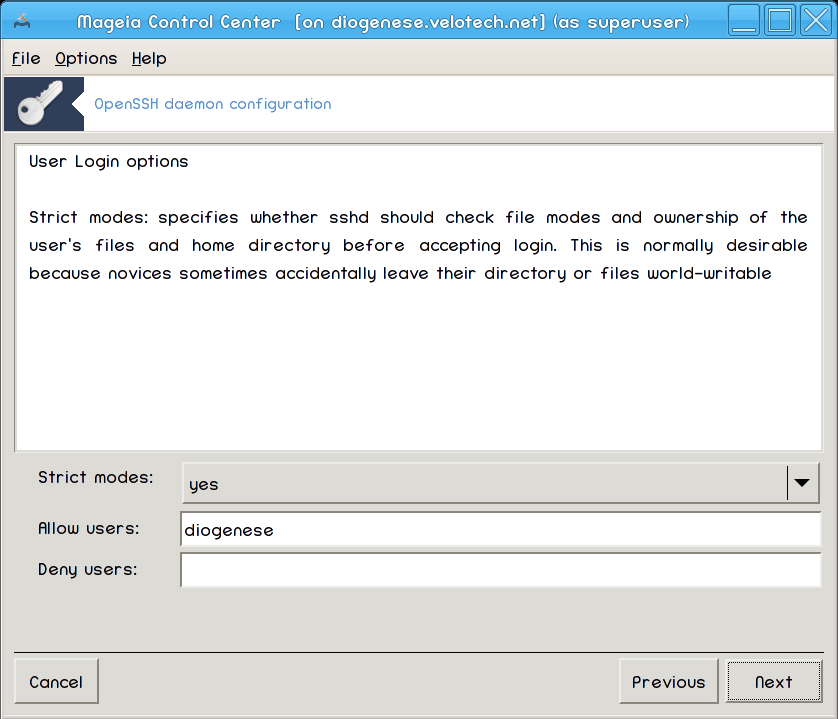 Mageia Control Center [on diogenese.velotech.net] (as superuser)
File Options Help
OpenSSH daemon configuration
User Login options
Strict modes: specifies whether sshd should check file modes and ownership of the
user's files and home directory before accepting login. This is normally desirable
because novices sometimes accidentally leave their directory or files world-writable
Strict modes: yes
Allow users: diogenese
Deny users:
Cancel Previous Next